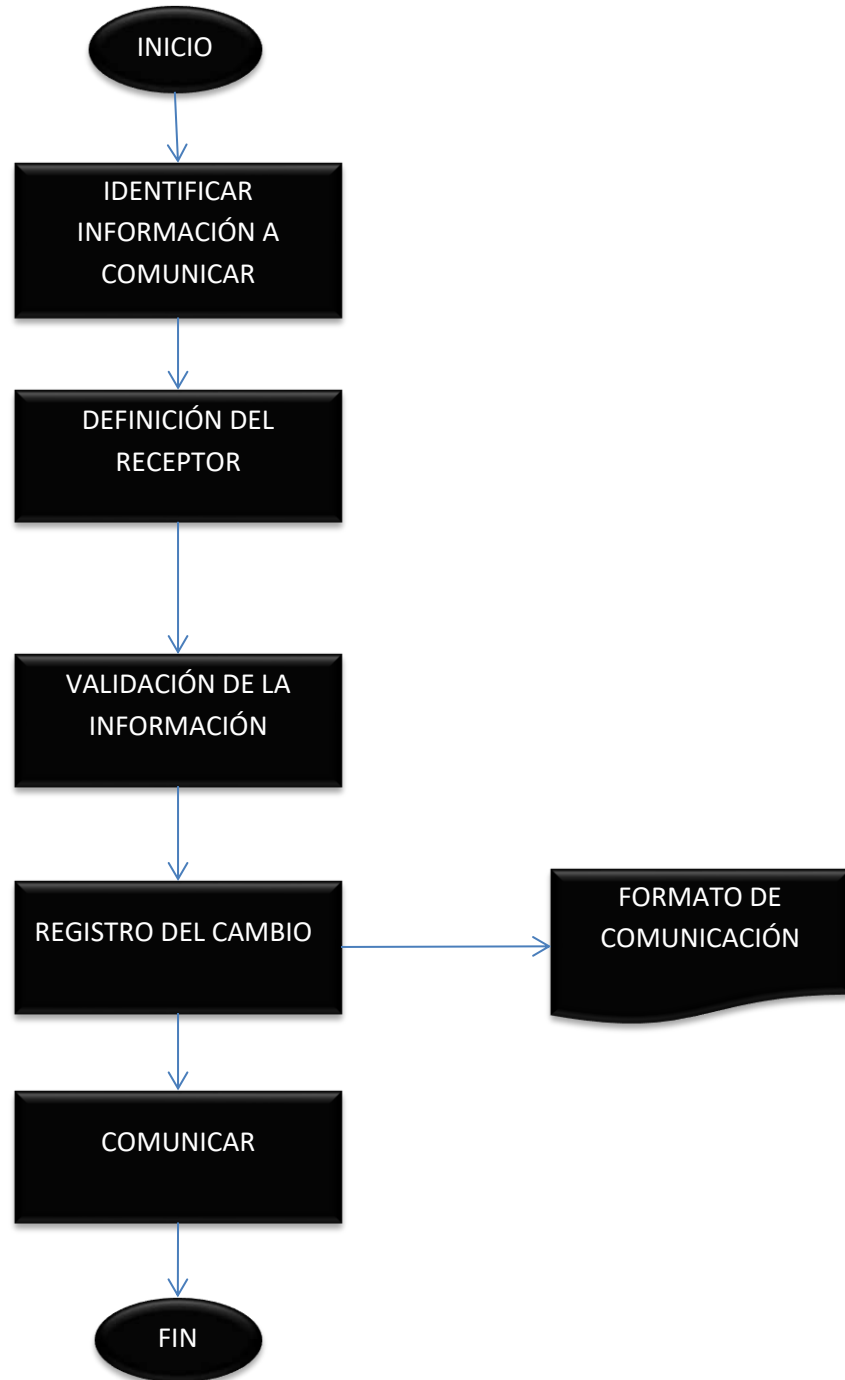 INICIO
IDENTIFICAR
INFORMACIÓN A
COMUNICAR
DEFINICIÓN DEL
RECEPTOR
VALIDACIÓN DE LA
INFORMACIÓN
REGISTRO DEL CAMBIO
FORMATO DE
COMUNICACIÓN
COMUNICAR
FIN